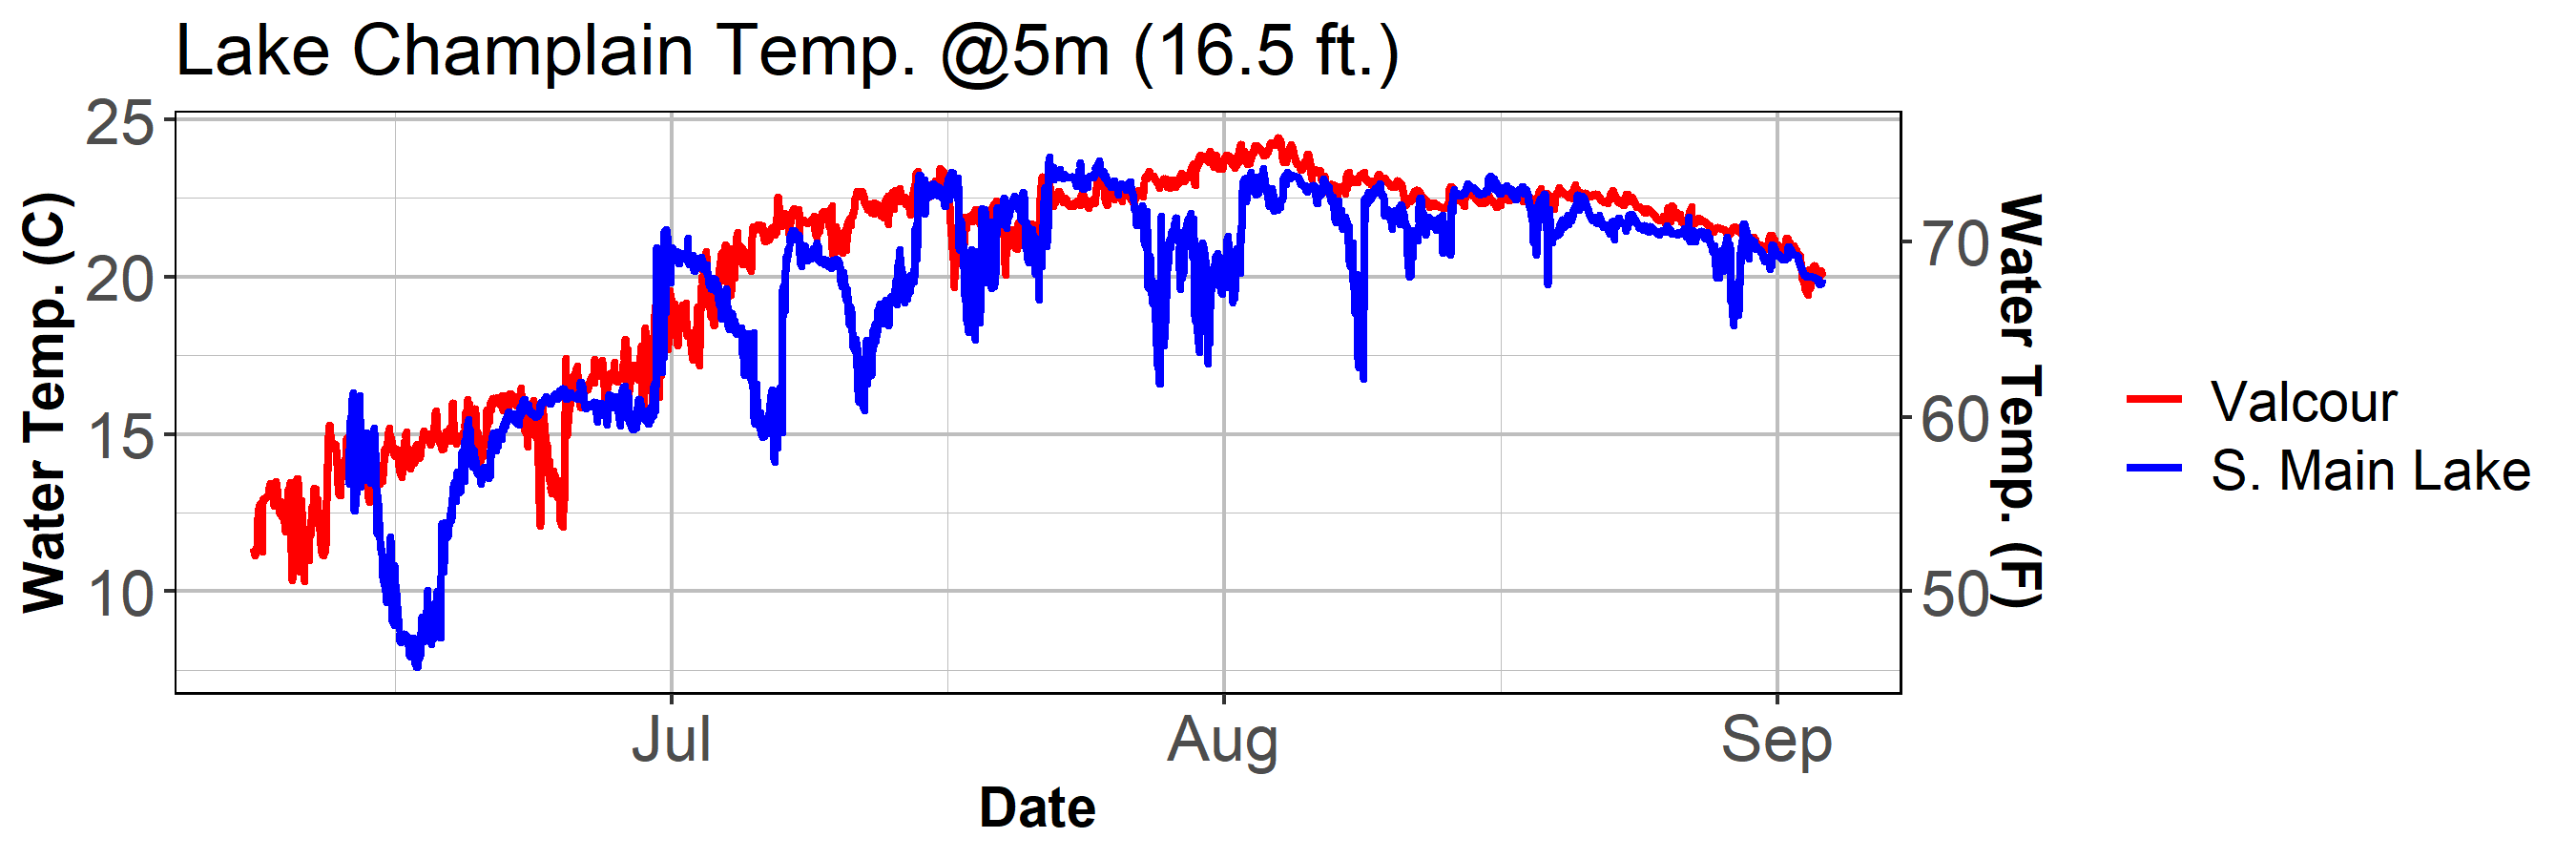 Lake Champlain Temp. @5m (16.5 ft.)
Water Temp. (C)
25
20
15
10
Water Temp. (F)
70
60
50
Jul
Aug
Sep
Date
Valcour
S. Main Lake